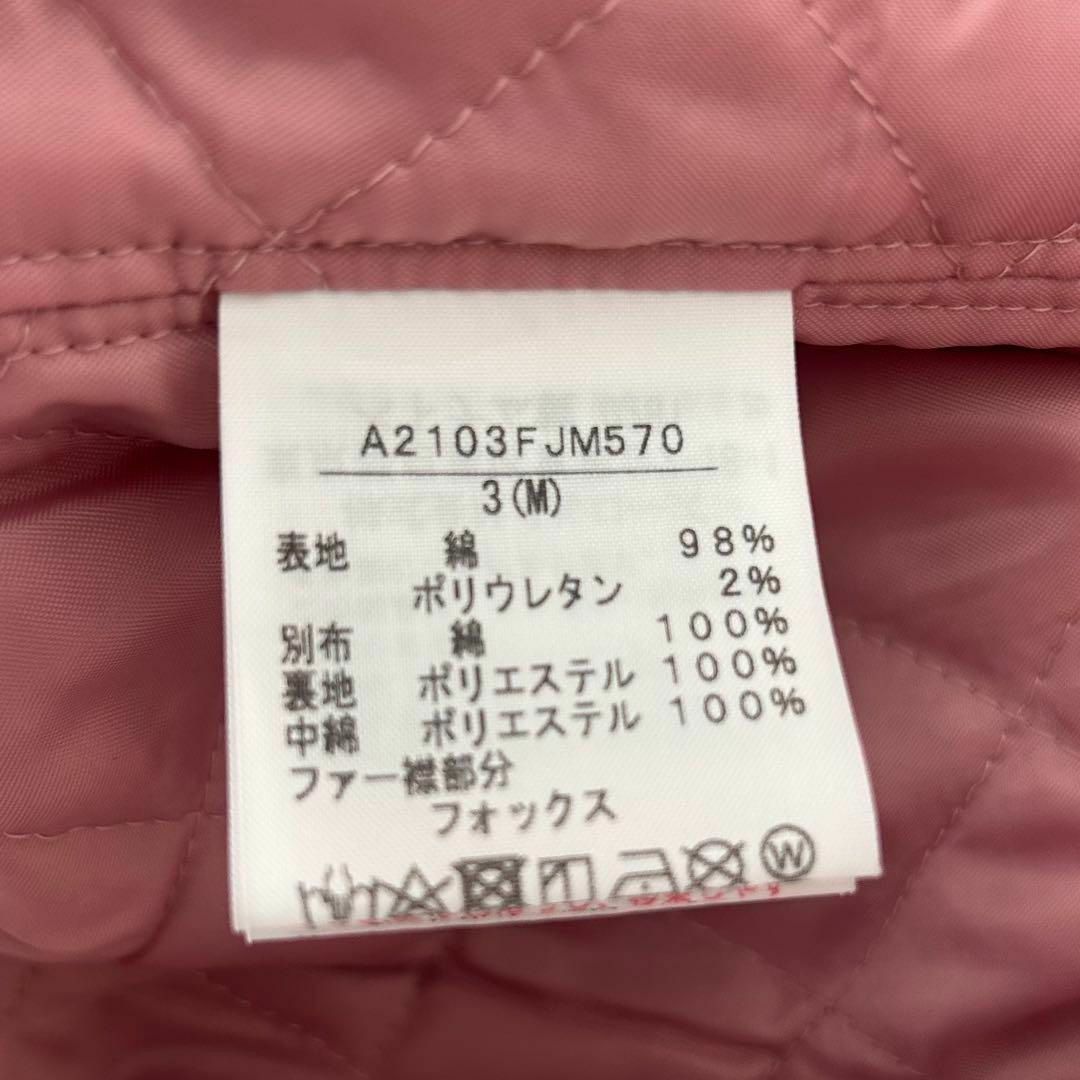 A2103FJM570
3(M)
表地 綿 98%
ポリウレタン 2%
別布 綿 100%
裏地 ポリエステル 100%
中綿 ポリエステル 100%
ファー襟部分
フォックス
W